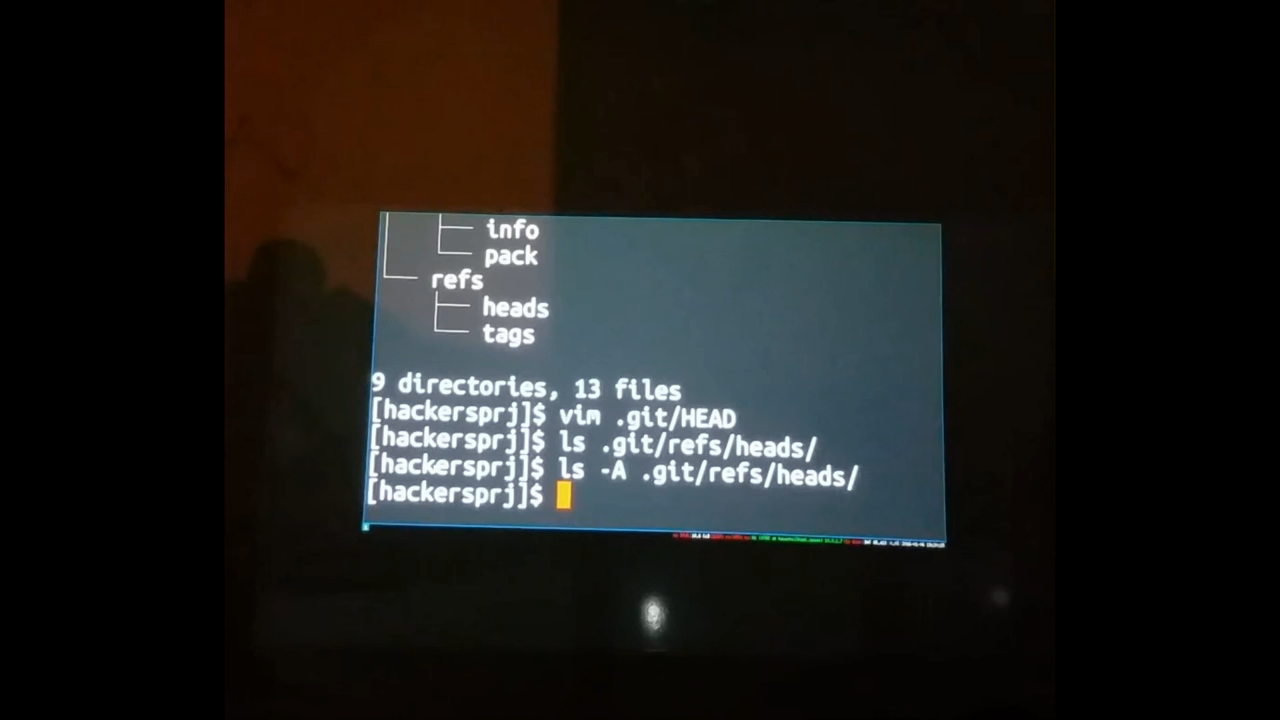 info
pack
refs
heads
tags
9 directories, 13 files
[hackersprj]$ vim .git/HEAD
[hackersprj]$ ls .git/refs/heads/
[hackersprj]$ ls -A .git/refs/heads/
[hackersprj]$